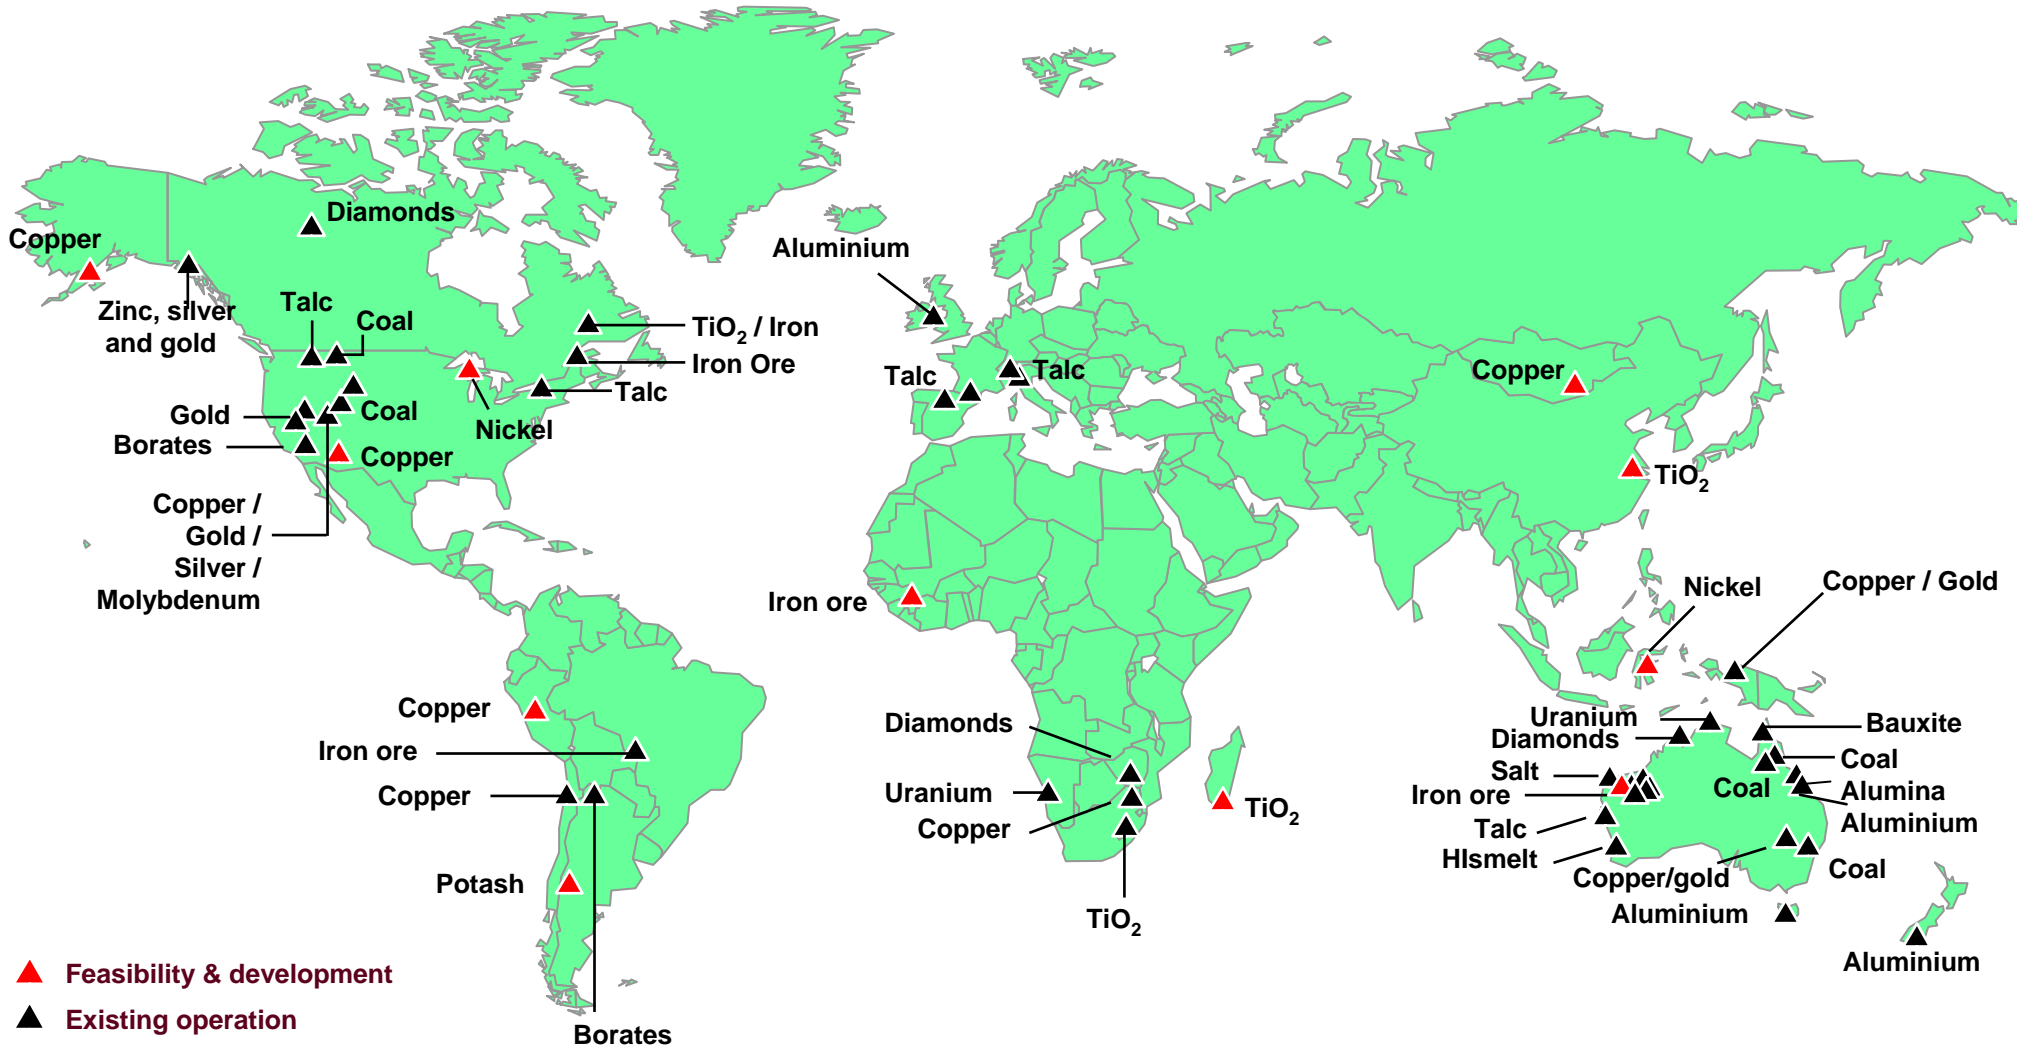 Diamonds
Copper
Zinc, silver
and gold
Talc
Coal
TiO₂ / Iron
Iron Ore
Talc
Nickel
Gold
Coal
Borates
Copper
Copper /
Gold /
Silver /
Molybdenum
Aluminium
Talc
Talc
Copper
TiO₂
Iron ore
Nickel
Copper / Gold
Copper
Iron ore
Copper
Potash
Borates
Diamonds
Uranium
Copper
TiO₂
TiO₂
Uranium
Diamonds
Salt
Iron ore
Talc
HIsmelt
Copper/gold
Aluminium
Bauxite
Coal
Coal
Alumina
Aluminium
Coal
Aluminium
Feasibility & development
Existing operation